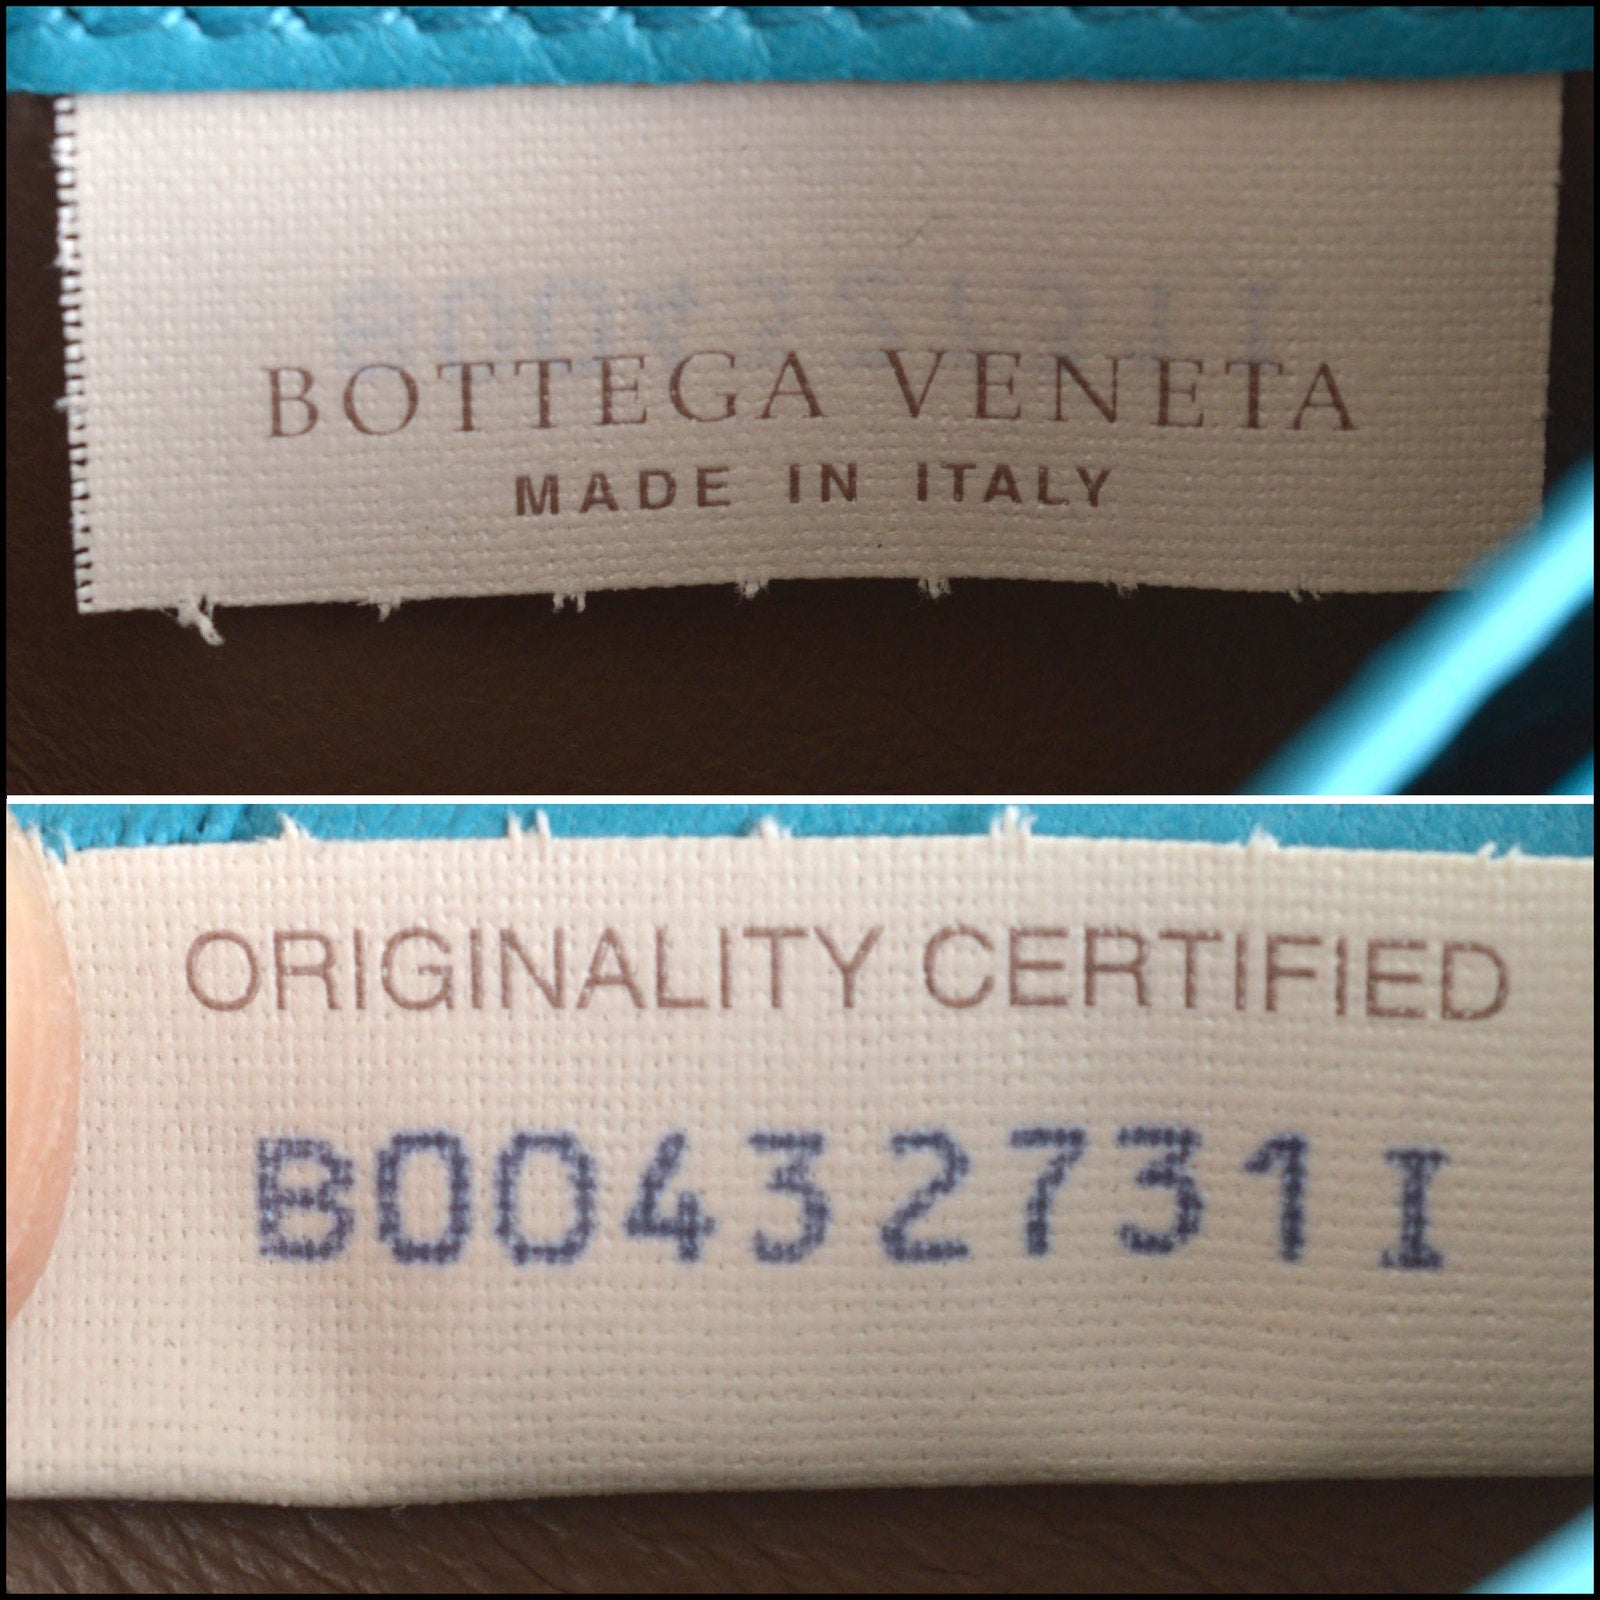 BOTTEGA VENETA
MADE IN ITALY
ORIGINALITY CERTIFIED
B00432731I